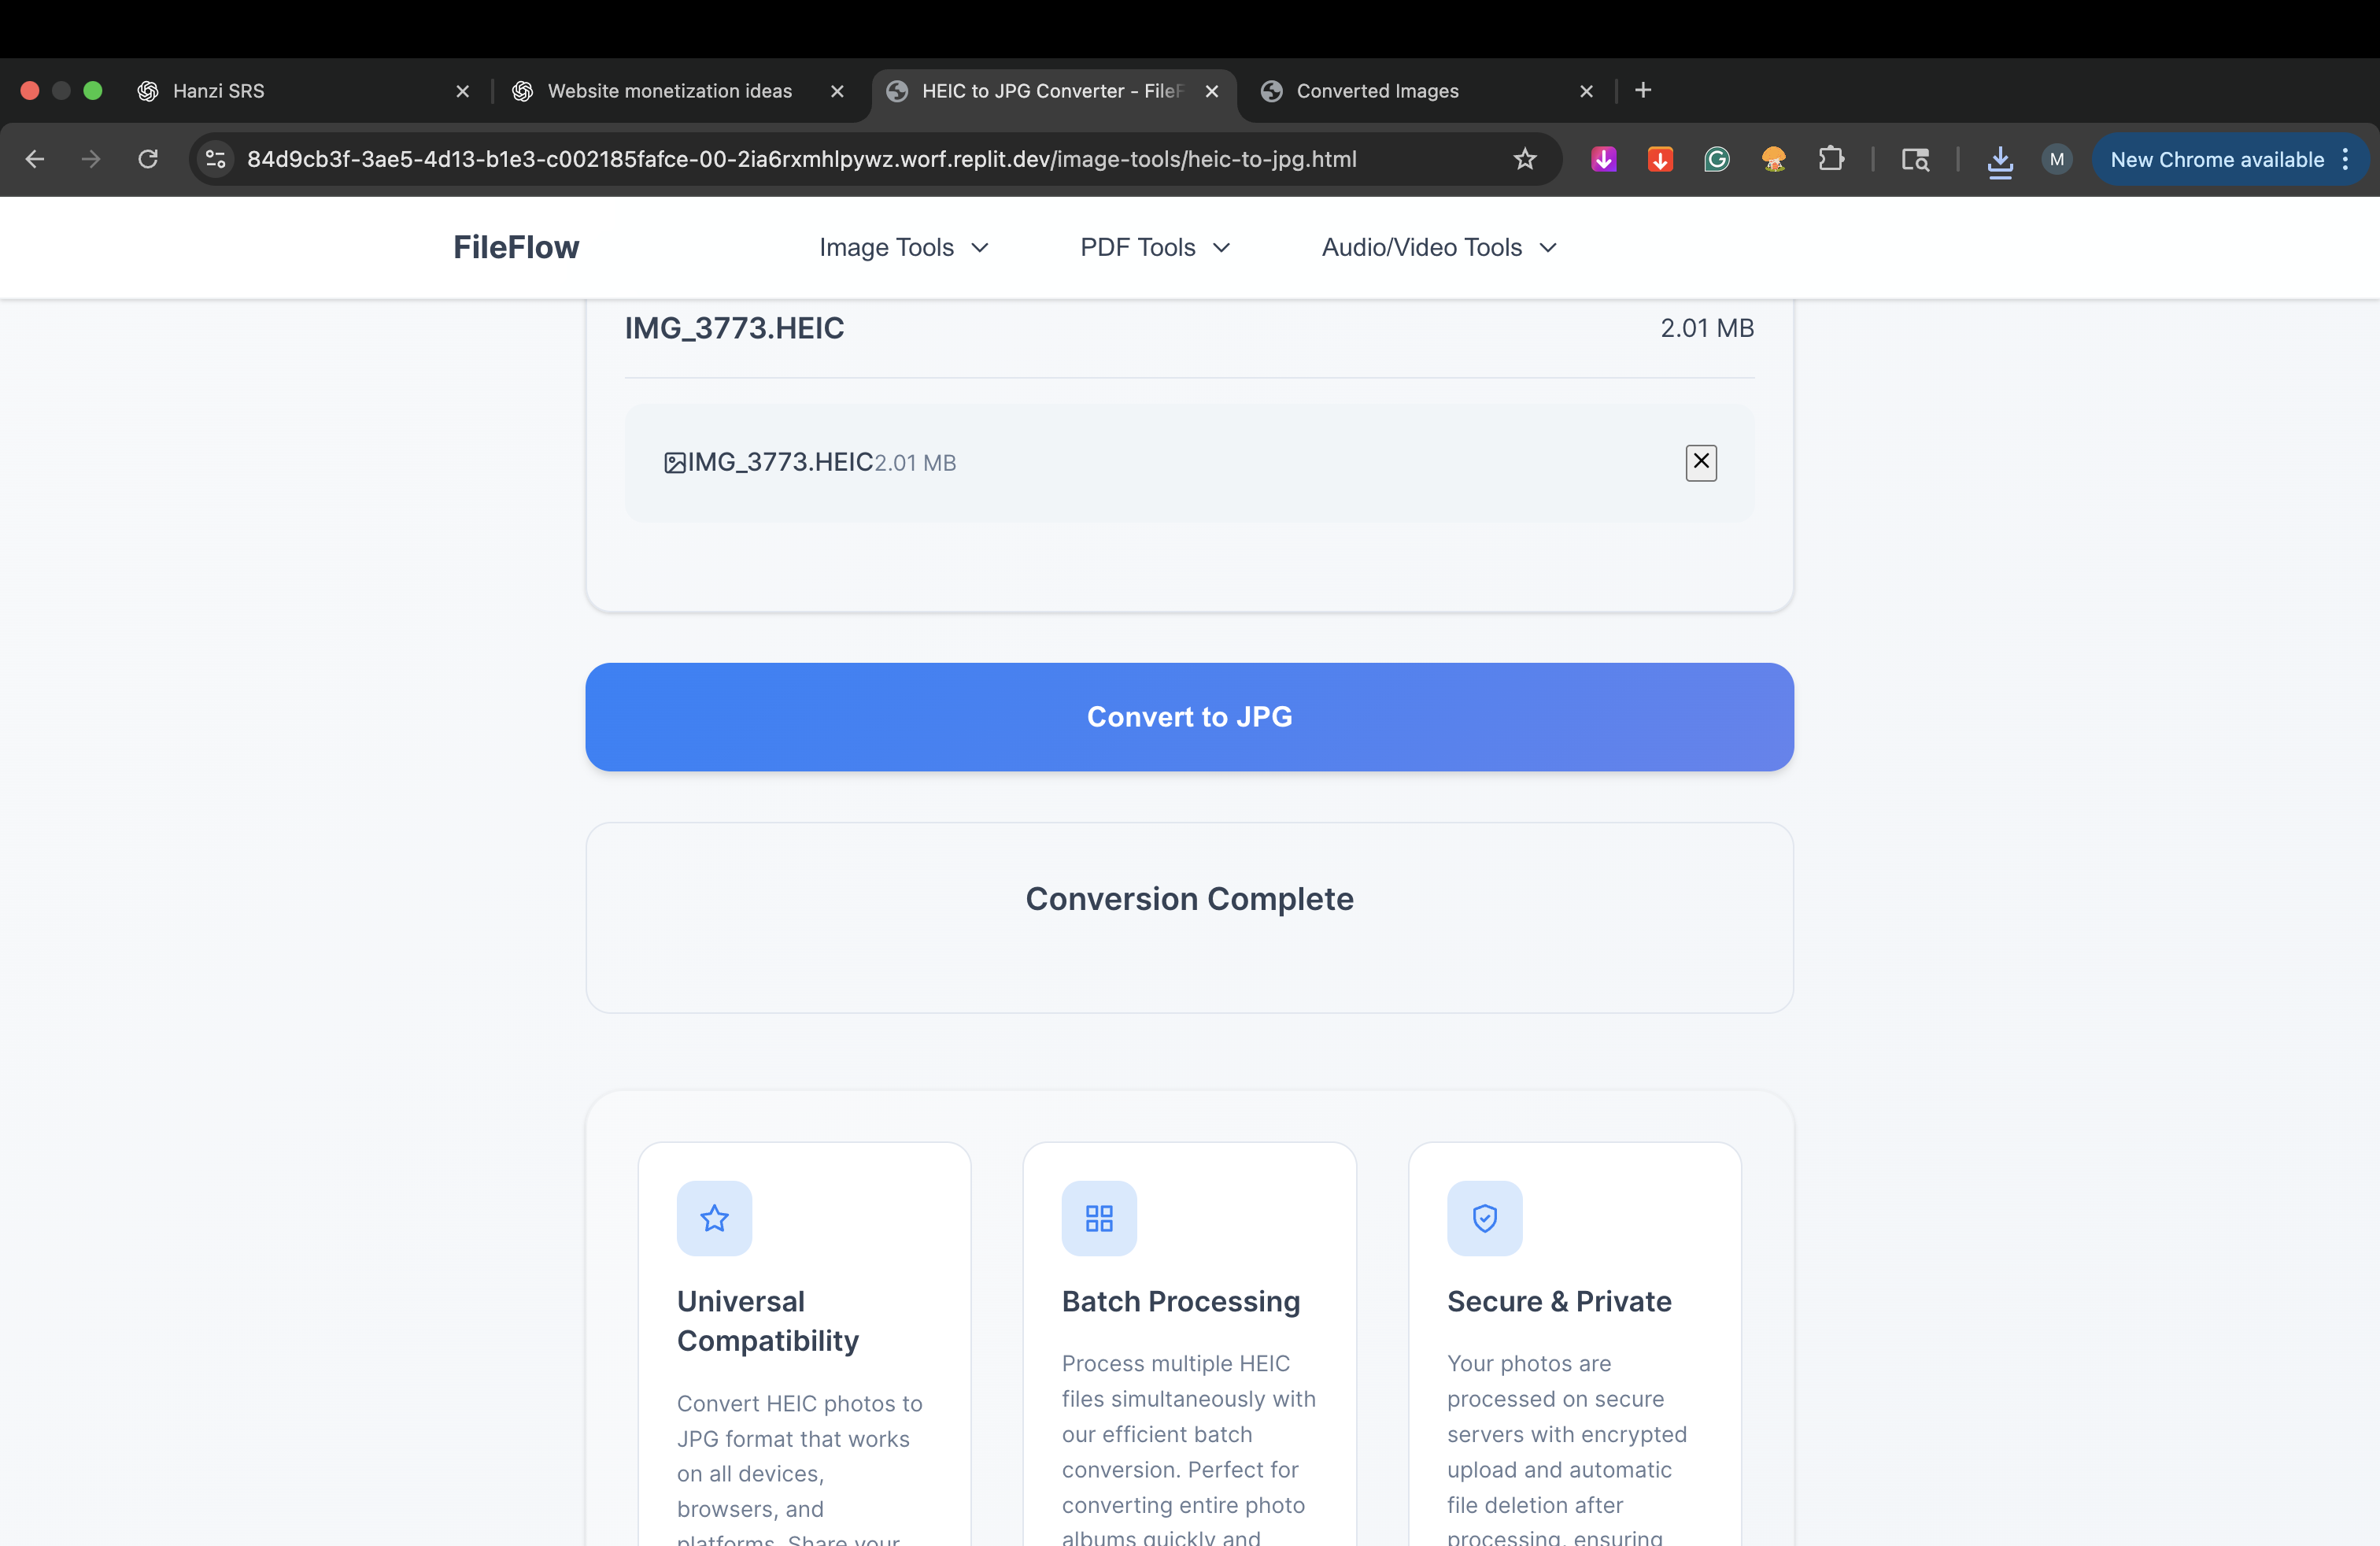 Hanzi SRS
Website monetization ideas
HEIC to JPG Converter - FileF
Converted Images
84d9cb3f-3ae5-4d13-b1e3-c002185fafce-00-2ia6rxmhlpywz.worf.replit.dev/image-tools/heic-to-jpg.html
M
New Chrome available
FileFlow
Image Tools
PDF Tools
Audio/Video Tools
IMG_3773.HEIC
2.01 MB
IMG_3773.HEIC2.01 MB
Convert to JPG
Conversion Complete
Universal
Compatibility
Convert HEIC photos to
JPG format that works
on all devices,
browsers, and
platforms. Share your
Batch Processing
Process multiple HEIC
files simultaneously with
our efficient batch
conversion. Perfect for
converting entire photo
albums quickly and
Secure & Private
Your photos are
processed on secure
servers with encrypted
upload and automatic
file deletion after
processing, ensuring